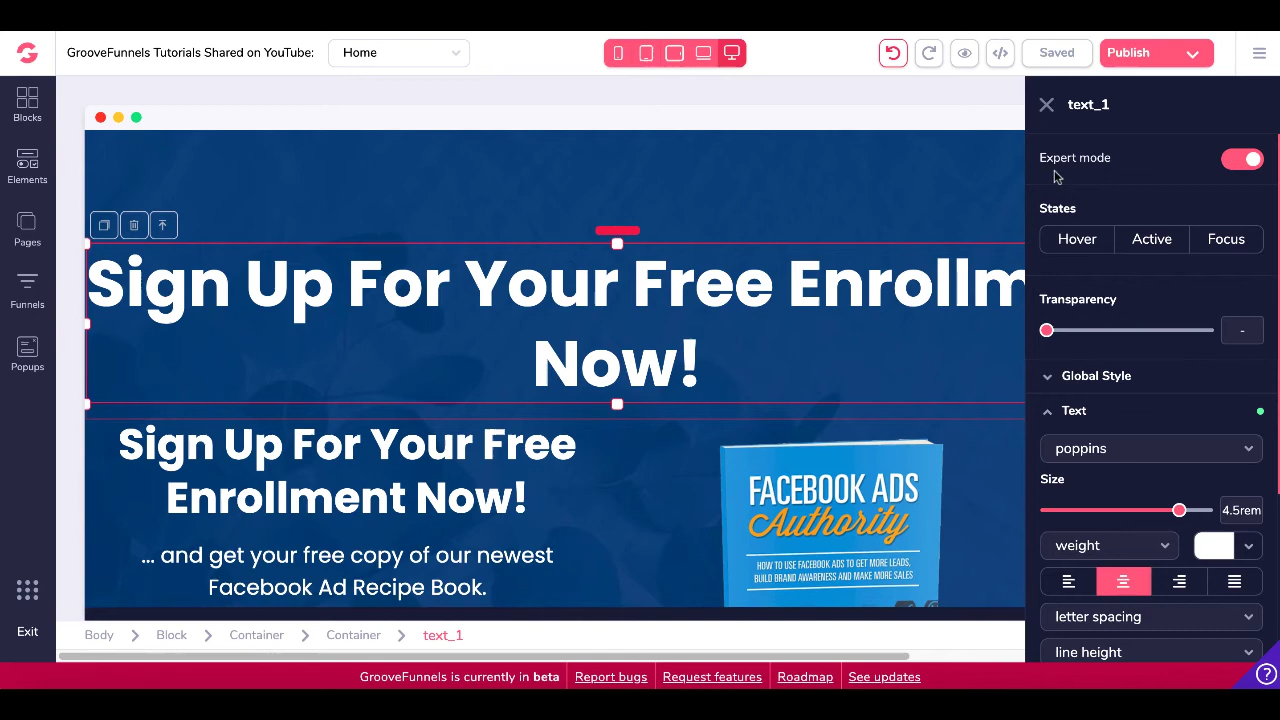 GrooveFunnels Tutorials Shared on YouTube:
Home
Saved
Publish
Blocks
Elements
Pages
Funnels
Popups
Exit
Sign Up For Your Free Enrollm
Now!
Sign Up For Your Free
Enrollment Now!
... and get your free copy of our newest
Facebook Ad Recipe Book.
FACEBOOK ADS
Authority
HOW TO USE FACEBOOK ADS TO GET MORE LEADS,
BUILD BRAND AWARENESS AND MAKE MORE SALES
text_1
Expert mode
States
Hover Active Focus
Transparency
-
Global Style
Text
poppins
Size
4.5rem
weight
letter spacing
line height
Body Block Container Container text_1
GrooveFunnels is currently in beta Report bugs Request features Roadmap See updates
?